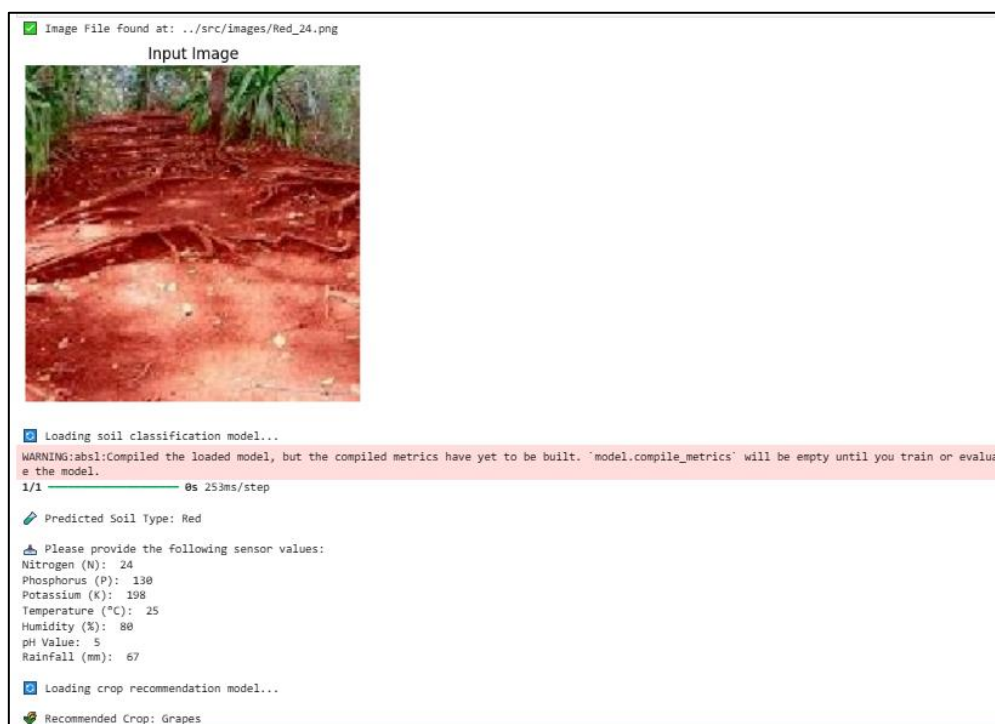 ✅ Image File found at: ../src/images/Red_24.png
Input Image
🔄 Loading soil classification model...
WARNING:absl:Compiled the loaded model, but the compiled metrics have yet to be built. `model.compile_metrics` will be empty until you train or evalua
e the model.
1/1 ━━━━━━━━━━━━━━━━━━━━ 0s 253ms/step
🧪 Predicted Soil Type: Red
📥 Please provide the following sensor values:
Nitrogen (N):  24
Phosphorus (P):  130
Potassium (K):  198
Temperature (°C):  25
Humidity (%):  80
pH Value:  5
Rainfall (mm):  67
🔄 Loading crop recommendation model...
🌾 Recommended Crop: Grapes